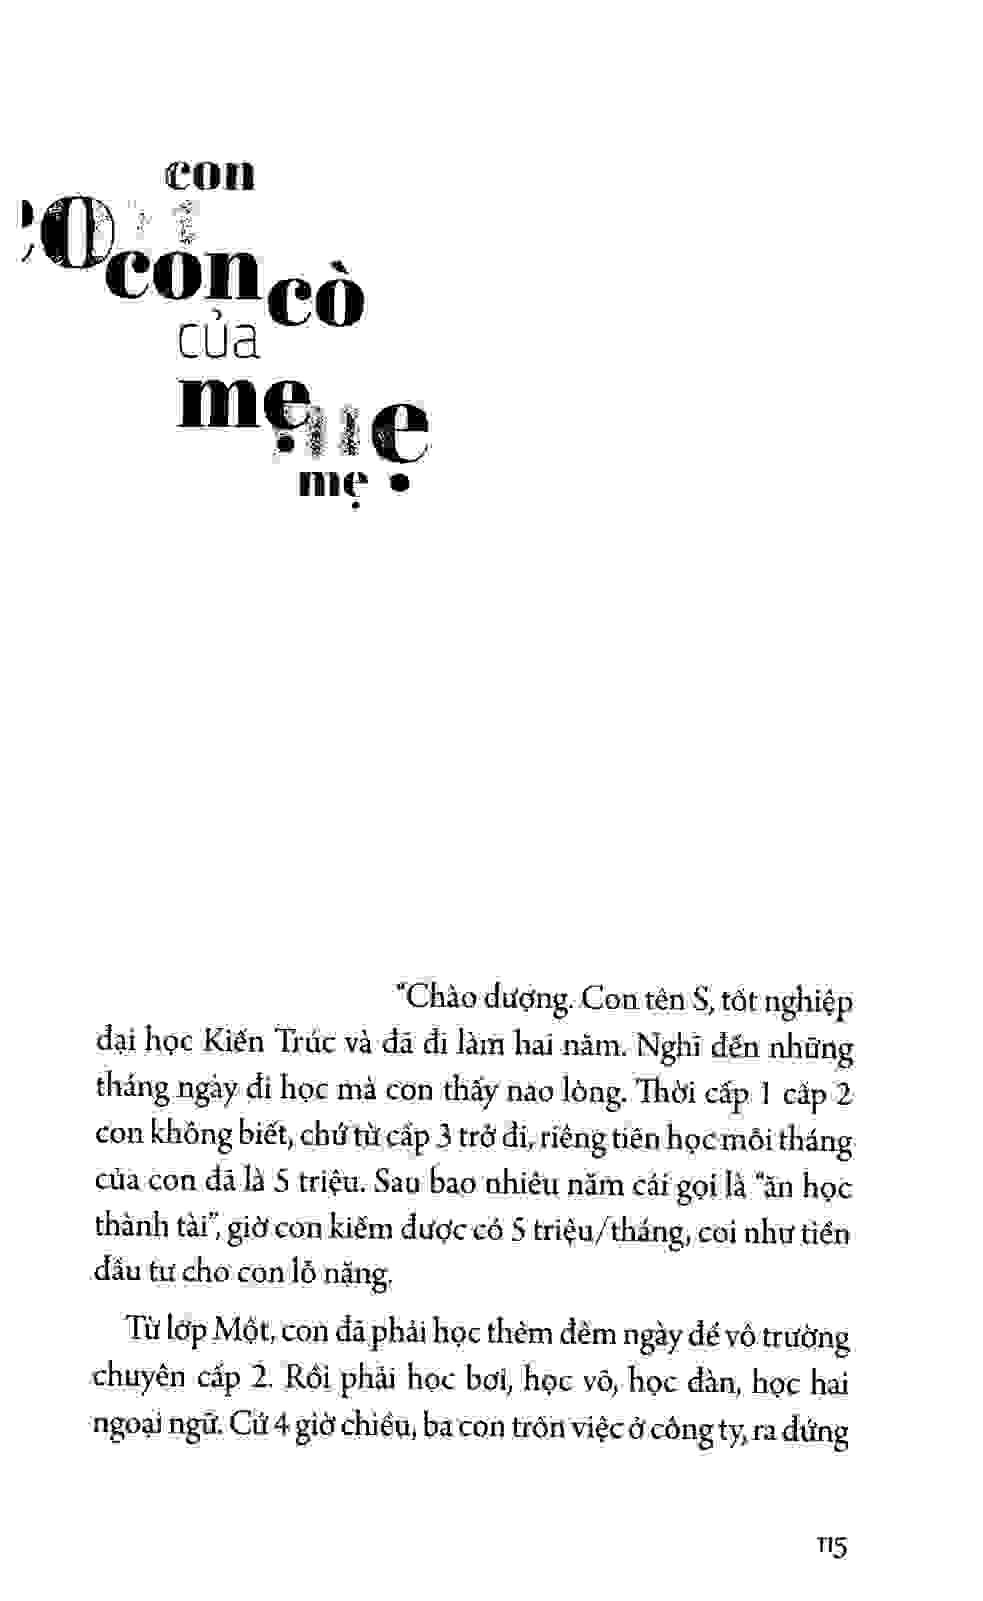 con
con cò
của
mẹ mẹ
mẹ
“Chào dượng. Con tên S, tốt nghiệp
đại học Kiến Trúc và đã đi làm hai năm. Nghĩ đến những
tháng ngày đi học mà con thấy nao lòng. Thời cấp 1 cấp 2
con không biết, chứ từ cấp 3 trở đi, riêng tiền học mỗi tháng
của con đã là 5 triệu. Sau bao nhiêu năm cái gọi là “ăn học
thành tài”, giờ con kiếm được có 5 triệu/tháng, coi như tiền
đầu tư cho con lỗ nặng.
Từ lớp Một, con đã phải học thêm đêm ngày để vô trường
chuyên cấp 2. Rồi phải học bơi, học võ, học đàn, học hai
ngoại ngữ. Cứ 4 giờ chiều, ba con trốn việc ở công ty, ra đứng
115